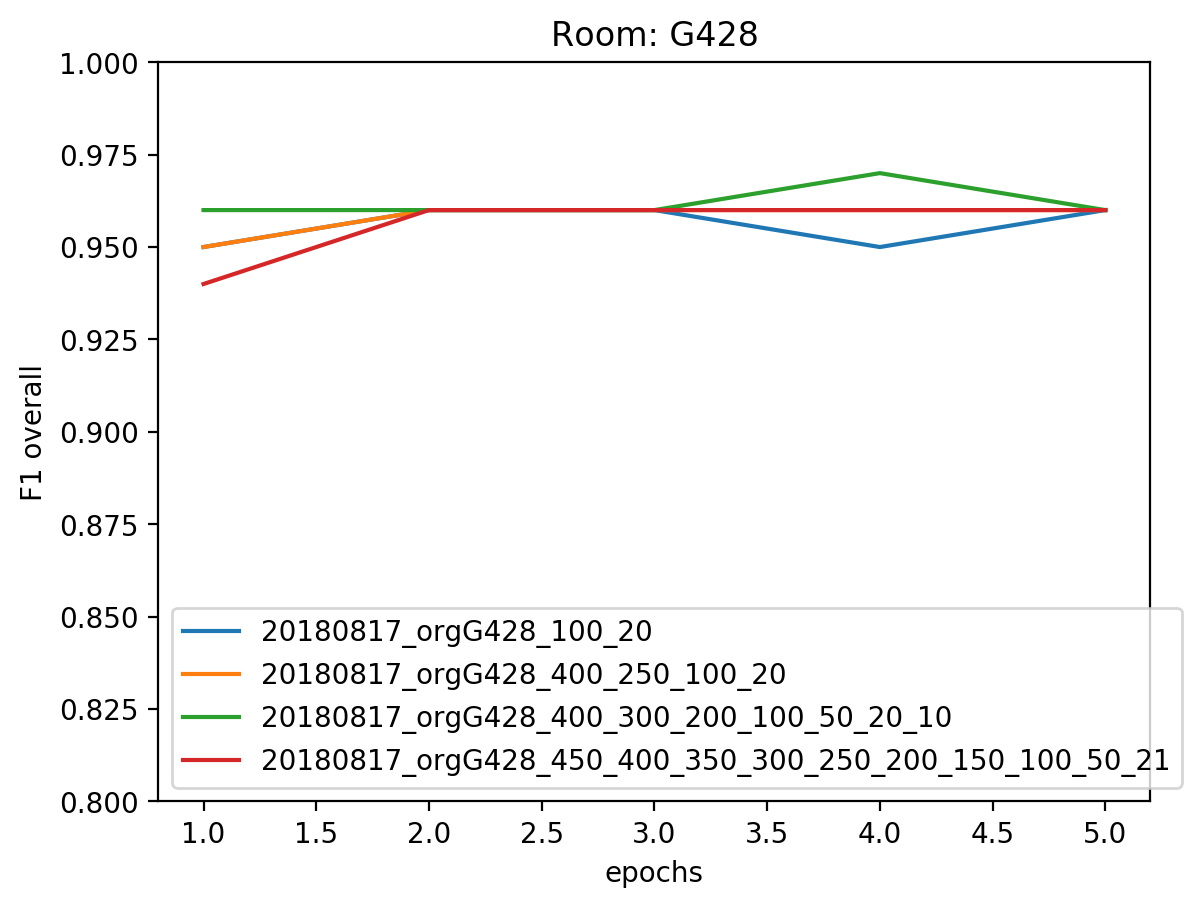 Room: G428
1.000
0.975
0.950
0.925
0.900
0.875
0.850
0.825
0.800
F1 overall
20180817_orgG428_100_20
20180817_orgG428_400_250_100_20
20180817_orgG428_400_300_200_100_50_20_10
20180817_orgG428_450_400_350_300_250_200_150_100_50_21
1.0 1.5 2.0 2.5 3.0 3.5 4.0 4.5 5.0
epochs